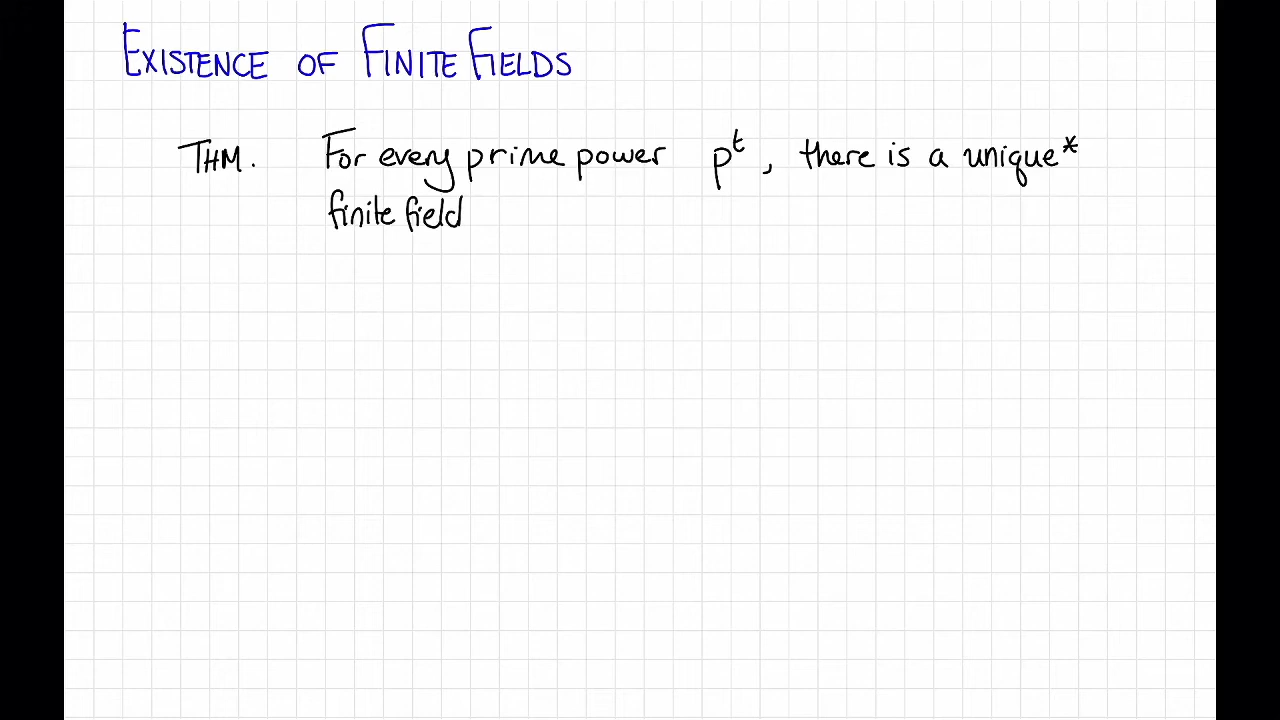 EXISTENCE OF FINITE FIELDS
THM. For every prime power p^t, there is a unique*
finite field